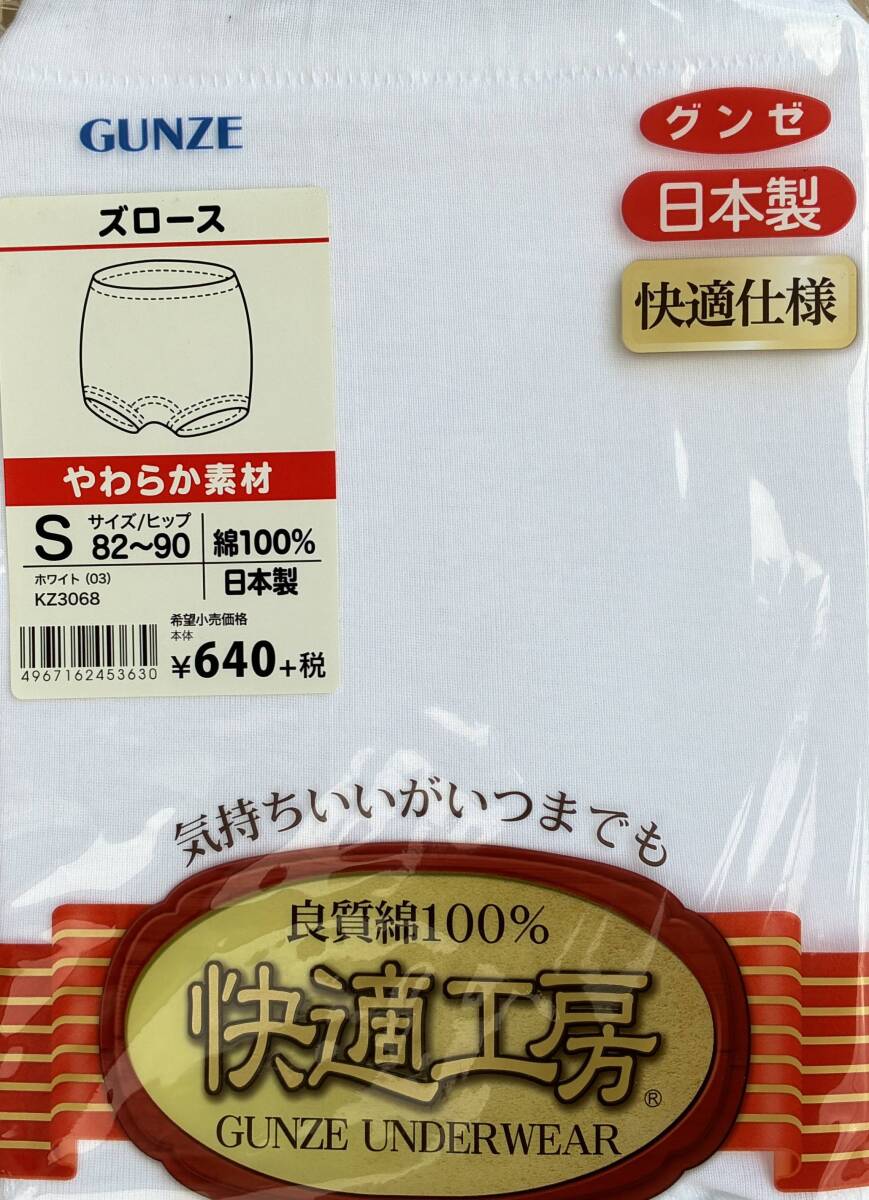 GUNZE
グンゼ
日本製
快適仕様
ズロース
やわらか素材
S サイズ/ヒップ 82～90
綿100%
日本製
ホワイト (03)
KZ3068
希望小売価格
本体
¥640+税
4967162453630
気持ちいいがいつまでも
良質綿100%
快適工房®
GUNZE UNDERWEAR